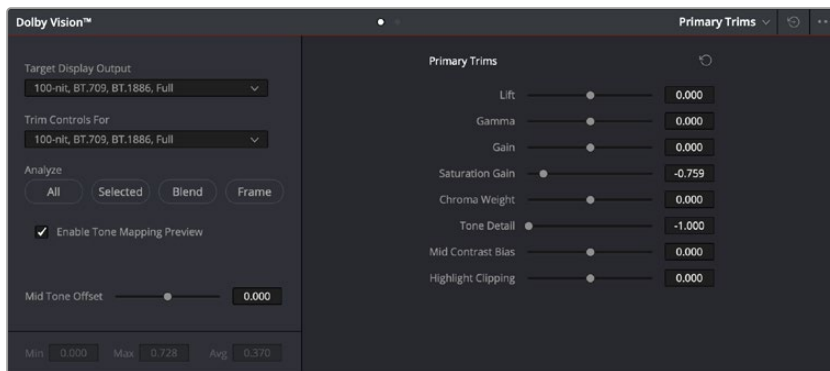 Dolby Vision™
Primary Trims
Target Display Output
100-nit, BT.709, BT.1886, Full
Trim Controls For
100-nit, BT.709, BT.1886, Full
Analyze
All Selected Blend Frame
Enable Tone Mapping Preview
Mid Tone Offset 0.000
Min 0.000 Max 0.728 Avg 0.370
Primary Trims
Lift 0.000
Gamma 0.000
Gain 0.000
Saturation Gain -0.759
Chroma Weight 0.000
Tone Detail -1.000
Mid Contrast Bias 0.000
Highlight Clipping 0.000